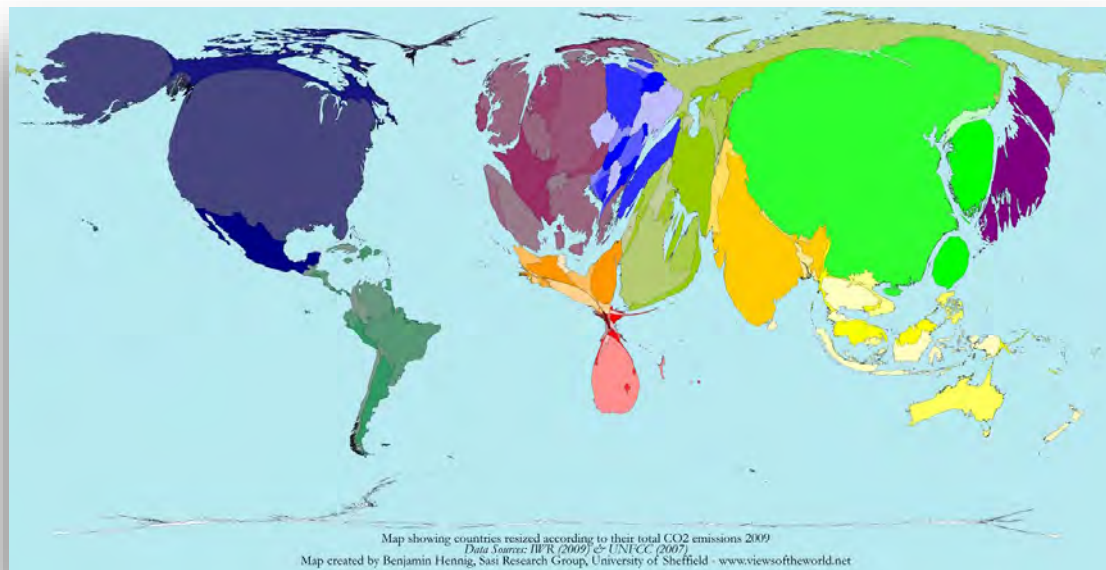 Map showing countries resized according to their total CO2 emissions 2009
Data Sources: IWR (2009) & UNFCC (2007)
Map created by Benjamin Hennig, Sasi Research Group, University of Sheffield - www.viewsoftheworld.net